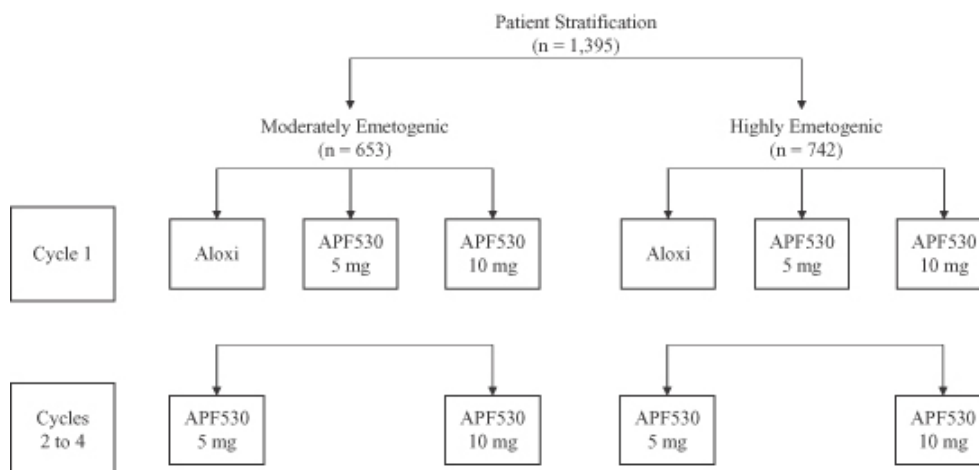 Patient Stratification
(n = 1,395)
Moderately Emetogenic
(n = 653)
Highly Emetogenic
(n = 742)
Cycle 1
Aloxi
APF530
5 mg
APF530
10 mg
Aloxi
APF530
5 mg
APF530
10 mg
Cycles
2 to 4
APF530
5 mg
APF530
10 mg
APF530
5 mg
APF530
10 mg